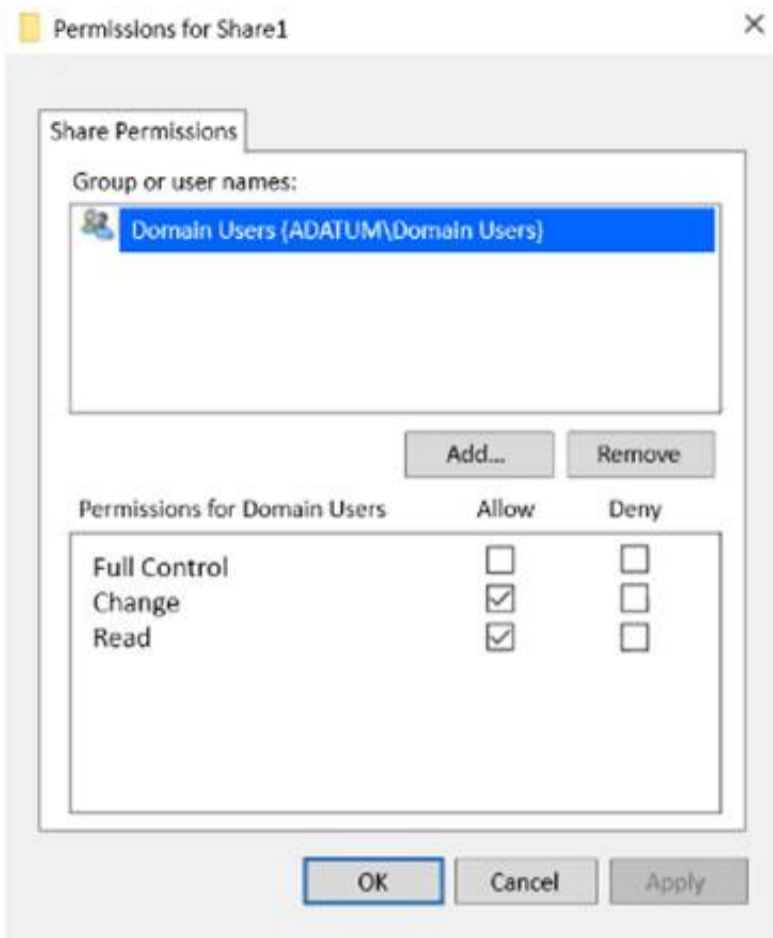 Permissions for Share1
Share Permissions
Group or user names:
Domain Users (ADATUM\Domain Users)
Add... Remove
Permissions for Domain Users Allow Deny
Full Control
Change
Read
OK Cancel Apply